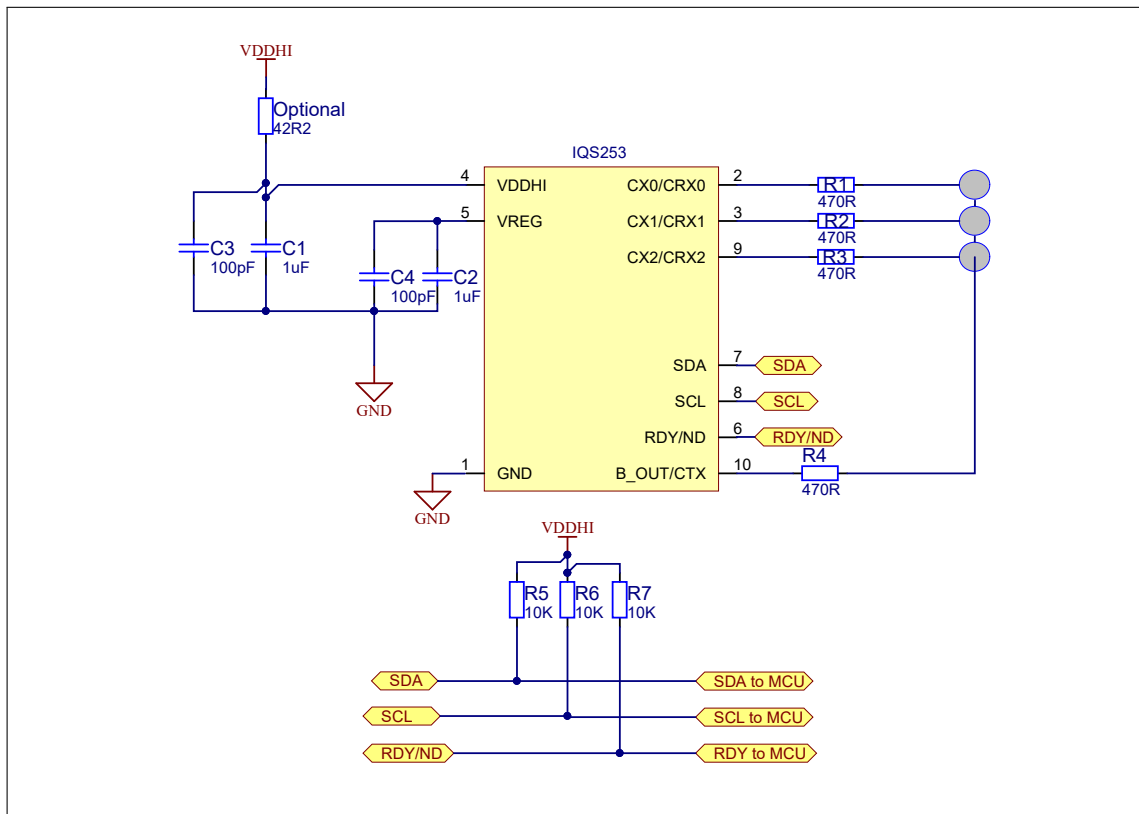 VDDHI
Optional
42R2
IQS253
4
VDDHI
CX0/CRX0
2
R1
470R
5
VREG
CX1/CRX1
3
R2
470R
CX2/CRX2
9
R3
470R
C3
100pF
C1
1uF
C4
100pF
C2
1uF
GND
SDA
7
SDA
SCL
8
SCL
RDY/ND
6
RDY/ND
1
GND
B_OUT/CTX
10
R4
470R
GND
VDDHI
R5
10K
R6
10K
R7
10K
SDA
SDA to MCU
SCL
SCL to MCU
RDY/ND
RDY to MCU